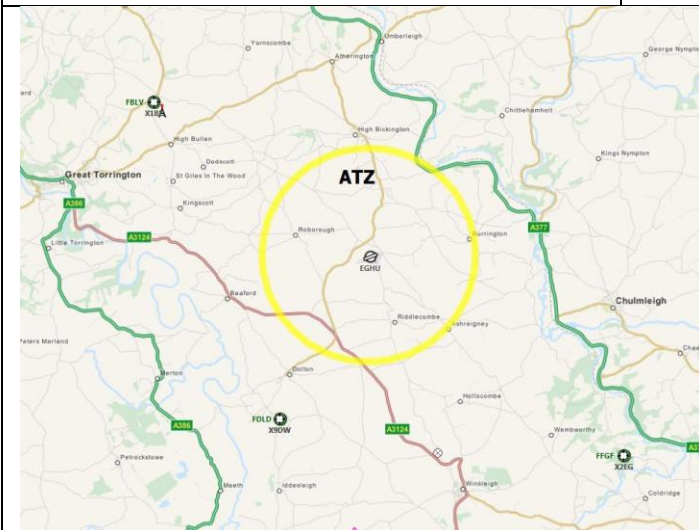 Umberleigh
Yarnscombe
George Nympton
Atherington
FBLV
X1B
Chittlehamholt
High Bickington
High Bullen
Kings Nympton
Dodscott
Great Torrington
St Giles In The Wood
ATZ
A386
Kingscott
A377
Roborough
A3124
Burrington
Little Torrington
EGHU
Beaford
Chulmleigh
Riddlecombe
Ashreigney
Peters Marland
Dolton
Merton
Hollocombe
FDLD
A386
X9DW
A3124
Wembworthy
FFGF
X2EG
Petrockstowe
Meeth
Iddesleigh
Winkleigh
Coldridge